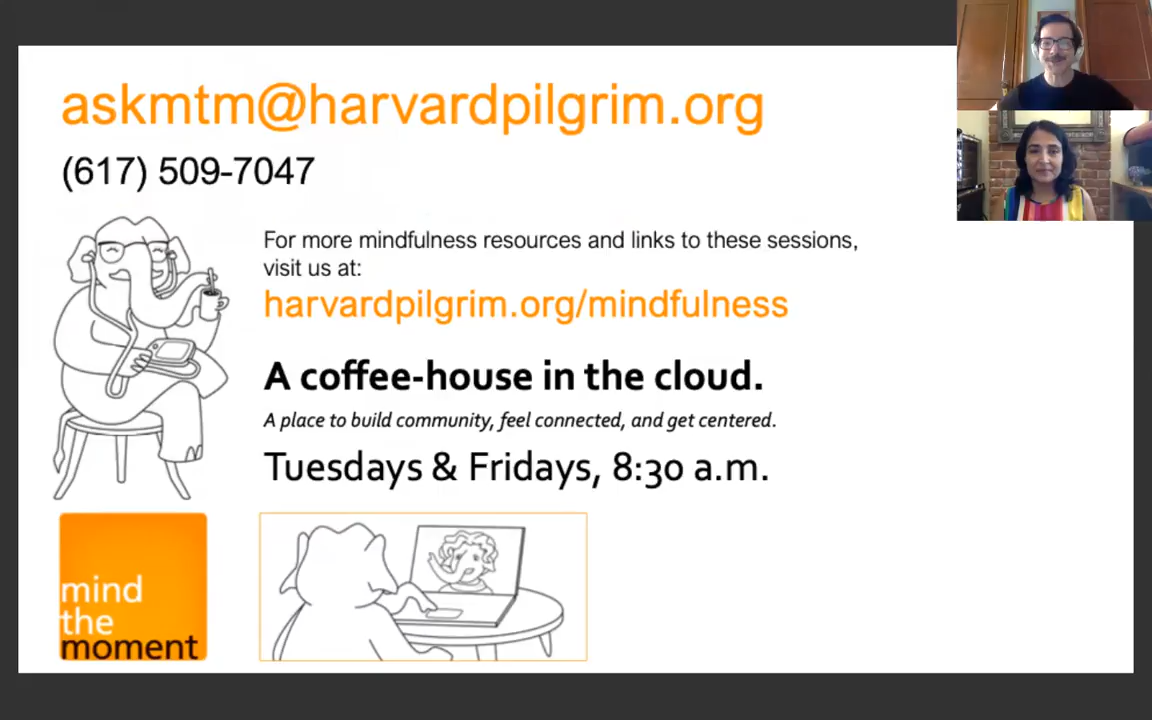 askmtm@harvardpilgrim.org
(617) 509-7047
For more mindfulness resources and links to these sessions,
visit us at:
harvardpilgrim.org/mindfulness
A coffee-house in the cloud.
A place to build community, feel connected, and get centered.
Tuesdays & Fridays, 8:30 a.m.
mind
the
moment